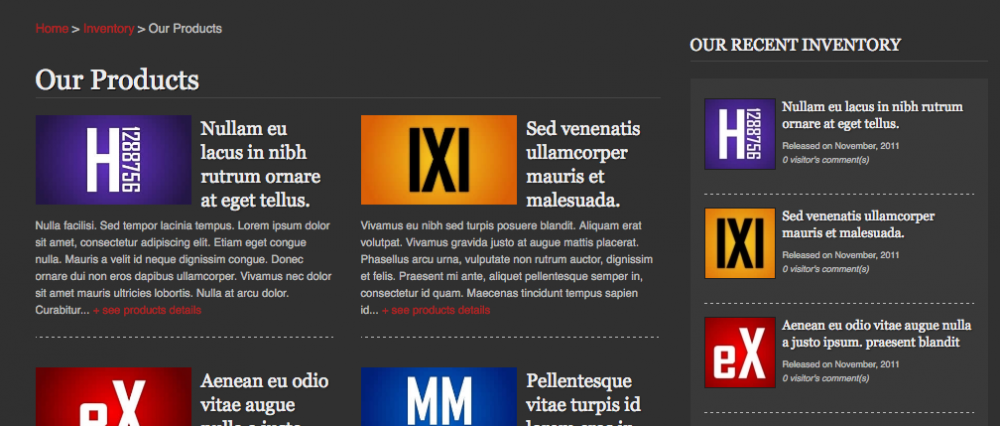 Home > Inventory > Our Products
Our Products
H
1288756
Nullam eu
lacus in nibh
rutrum ornare
at eget tellus.
Nulla facilisi. Sed tempor lacinia tempus. Lorem ipsum dolor
sit amet, consectetur adipiscing elit. Etiam eget congue
nulla. Mauris a velit id neque dignissim congue. Donec
ornare dui non eros dapibus ullamcorper. Vivamus nec dolor
sit amet mauris ultricies lobortis. Nulla at arcu dolor.
Curabitur... + see products details
IXI
Sed venenatis
ullamcorper
mauris et
malesuada.
Vivamus eu nibh sed turpis posuere blandit. Aliquam erat
volutpat. Vivamus gravida justo at augue mattis placerat.
Phasellus arcu urna, vulputate non rutrum auctor, dignissim
et felis. Praesent mi ante, aliquet pellentesque semper in,
consectetur id quam. Maecenas tincidunt tempus sapien
id... + see products details
eX
Aenean eu odio
vitae augue
nulla a justo
MM
Pellentesque
vitae turpis id
lorem eros in
OUR RECENT INVENTORY
H
1288756
Nullam eu lacus in nibh rutrum
ornare at eget tellus.
Released on November, 2011
0 visitor's comment(s)
IXI
Sed venenatis ullamcorper
mauris et malesuada.
Released on November, 2011
0 visitor's comment(s)
eX
Aenean eu odio vitae augue nulla
a justo ipsum. praesent blandit
Released on November, 2011
0 visitor's comment(s)